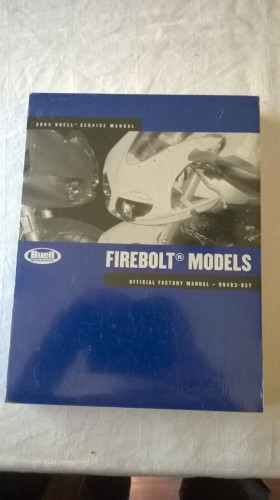 2005 BUELL® SERVICE MANUAL
Buell
FIREBOLT® MODELS
OFFICIAL FACTORY MANUAL – 99493-05Y